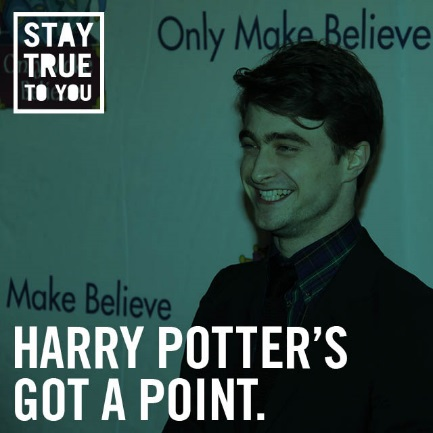 STAY
TRUE
TO YOU
Only Make Believe
Make Believe
HARRY POTTER'S
GOT A POINT.